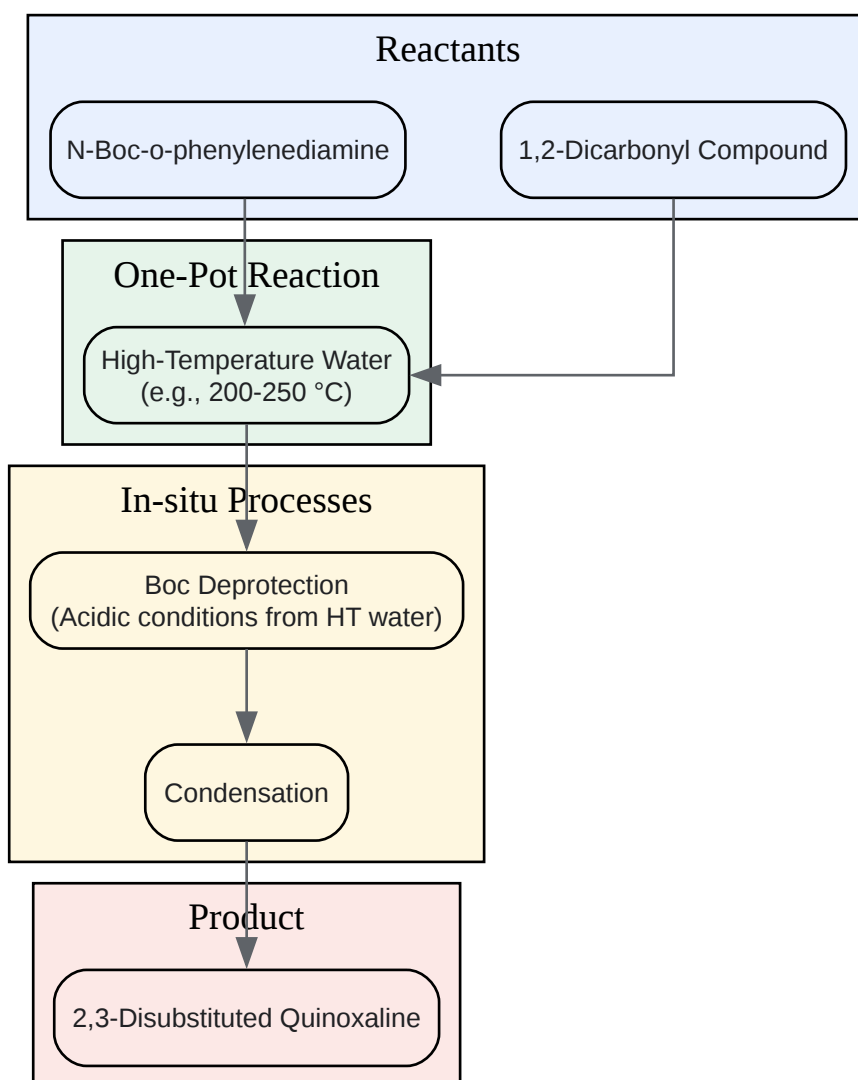 Reactants
N-Boc-o-phenylenediamine
1,2-Dicarbonyl Compound
One-Pot Reaction
High-Temperature Water
(e.g., 200-250 °C)
In-situ Processes
Boc Deprotection
(Acidic conditions from HT water)
Condensation
Product
2,3-Disubstituted Quinoxaline